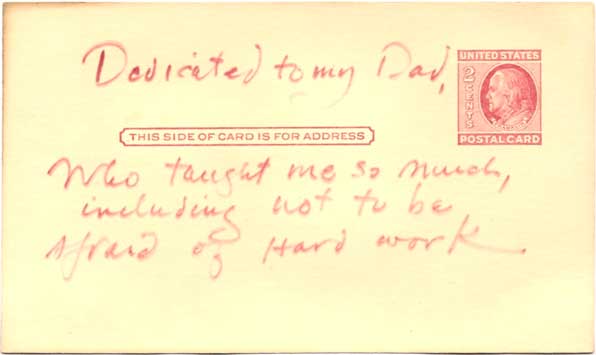 Dedicated to my Dad,
UNITED STATES
2 CENTS
POSTAL CARD
THIS SIDE OF CARD IS FOR ADDRESS
Who taught me so much,
including not to be
afraid of Hard work